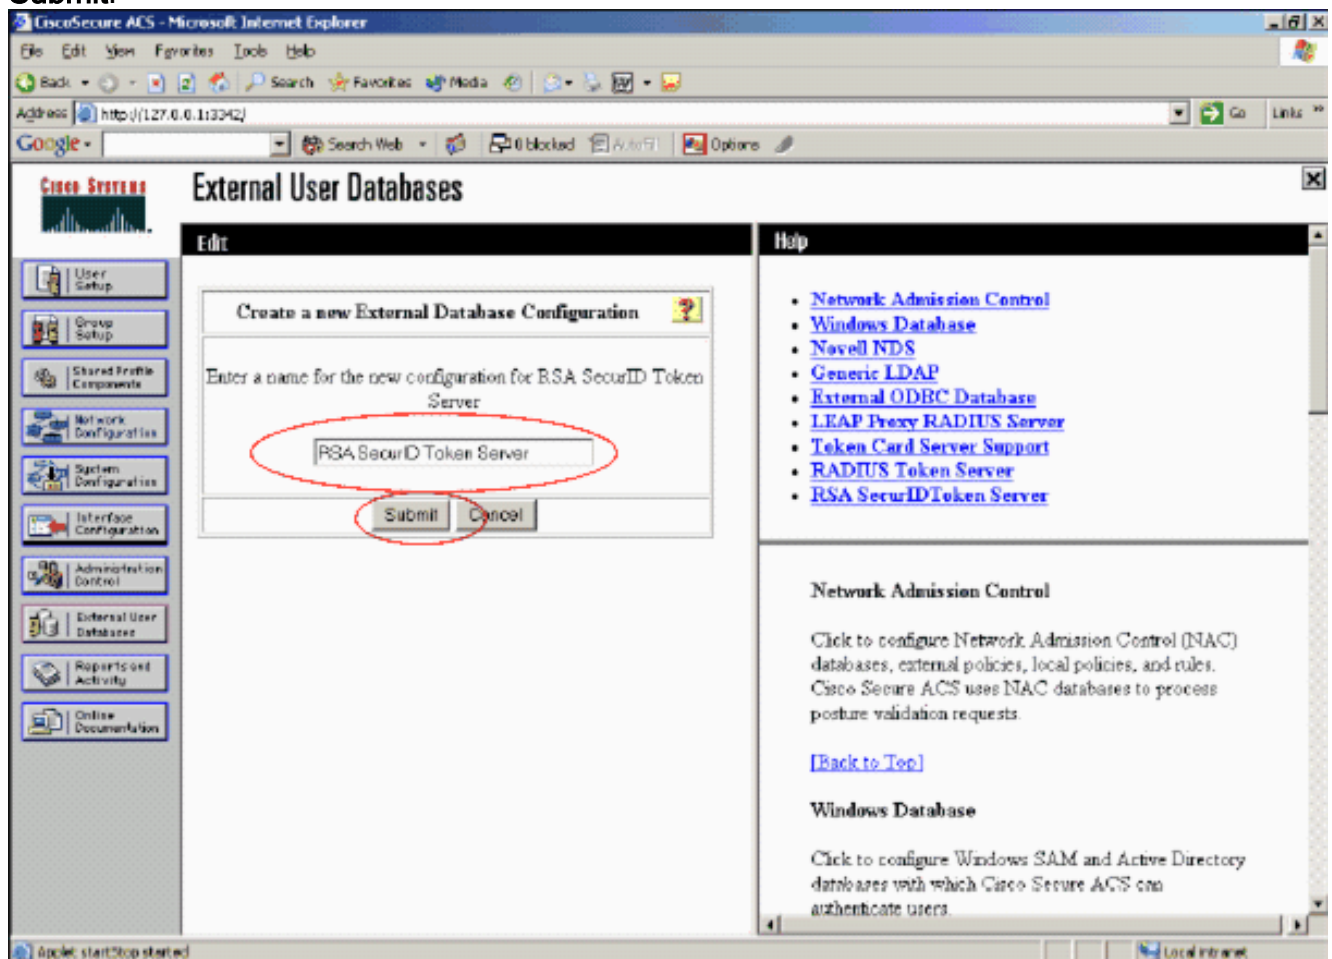 Submit.
CiscoSecure ACS - Microsoft Internet Explorer
File Edit View Favorites Tools Help
Back Search Favorites Media
Address http://127.0.0.1:3342/ Go Links »
Google Search Web 0 blocked AutoFill Options
CISCO SYSTEMS
External User Databases
Edit
Create a new External Database Configuration
Enter a name for the new configuration for RSA SecurID Token
Server
RSA SecurID Token Server
Submit Cancel
User
Setup
Group
Setup
Shared Profile
Components
Network
Configuration
System
Configuration
Interface
Configuration
Administration
Control
External User
Databases
Reports and
Activity
Online
Documentation
Help
• Network Admission Control
• Windows Database
• Novell NDS
• Generic LDAP
• External ODBC Database
• LEAP Proxy RADIUS Server
• Token Card Server Support
• RADIUS Token Server
• RSA SecurIDToken Server
Network Admission Control
Click to configure Network Admission Control (NAC)
databases, external policies, local policies, and rules.
Cisco Secure ACS uses NAC databases to process
posture validation requests.
[Back to Top]
Windows Database
Click to configure Windows SAM and Active Directory
databases with which Cisco Secure ACS can
authenticate users.
Applet startStop started
Local intranet